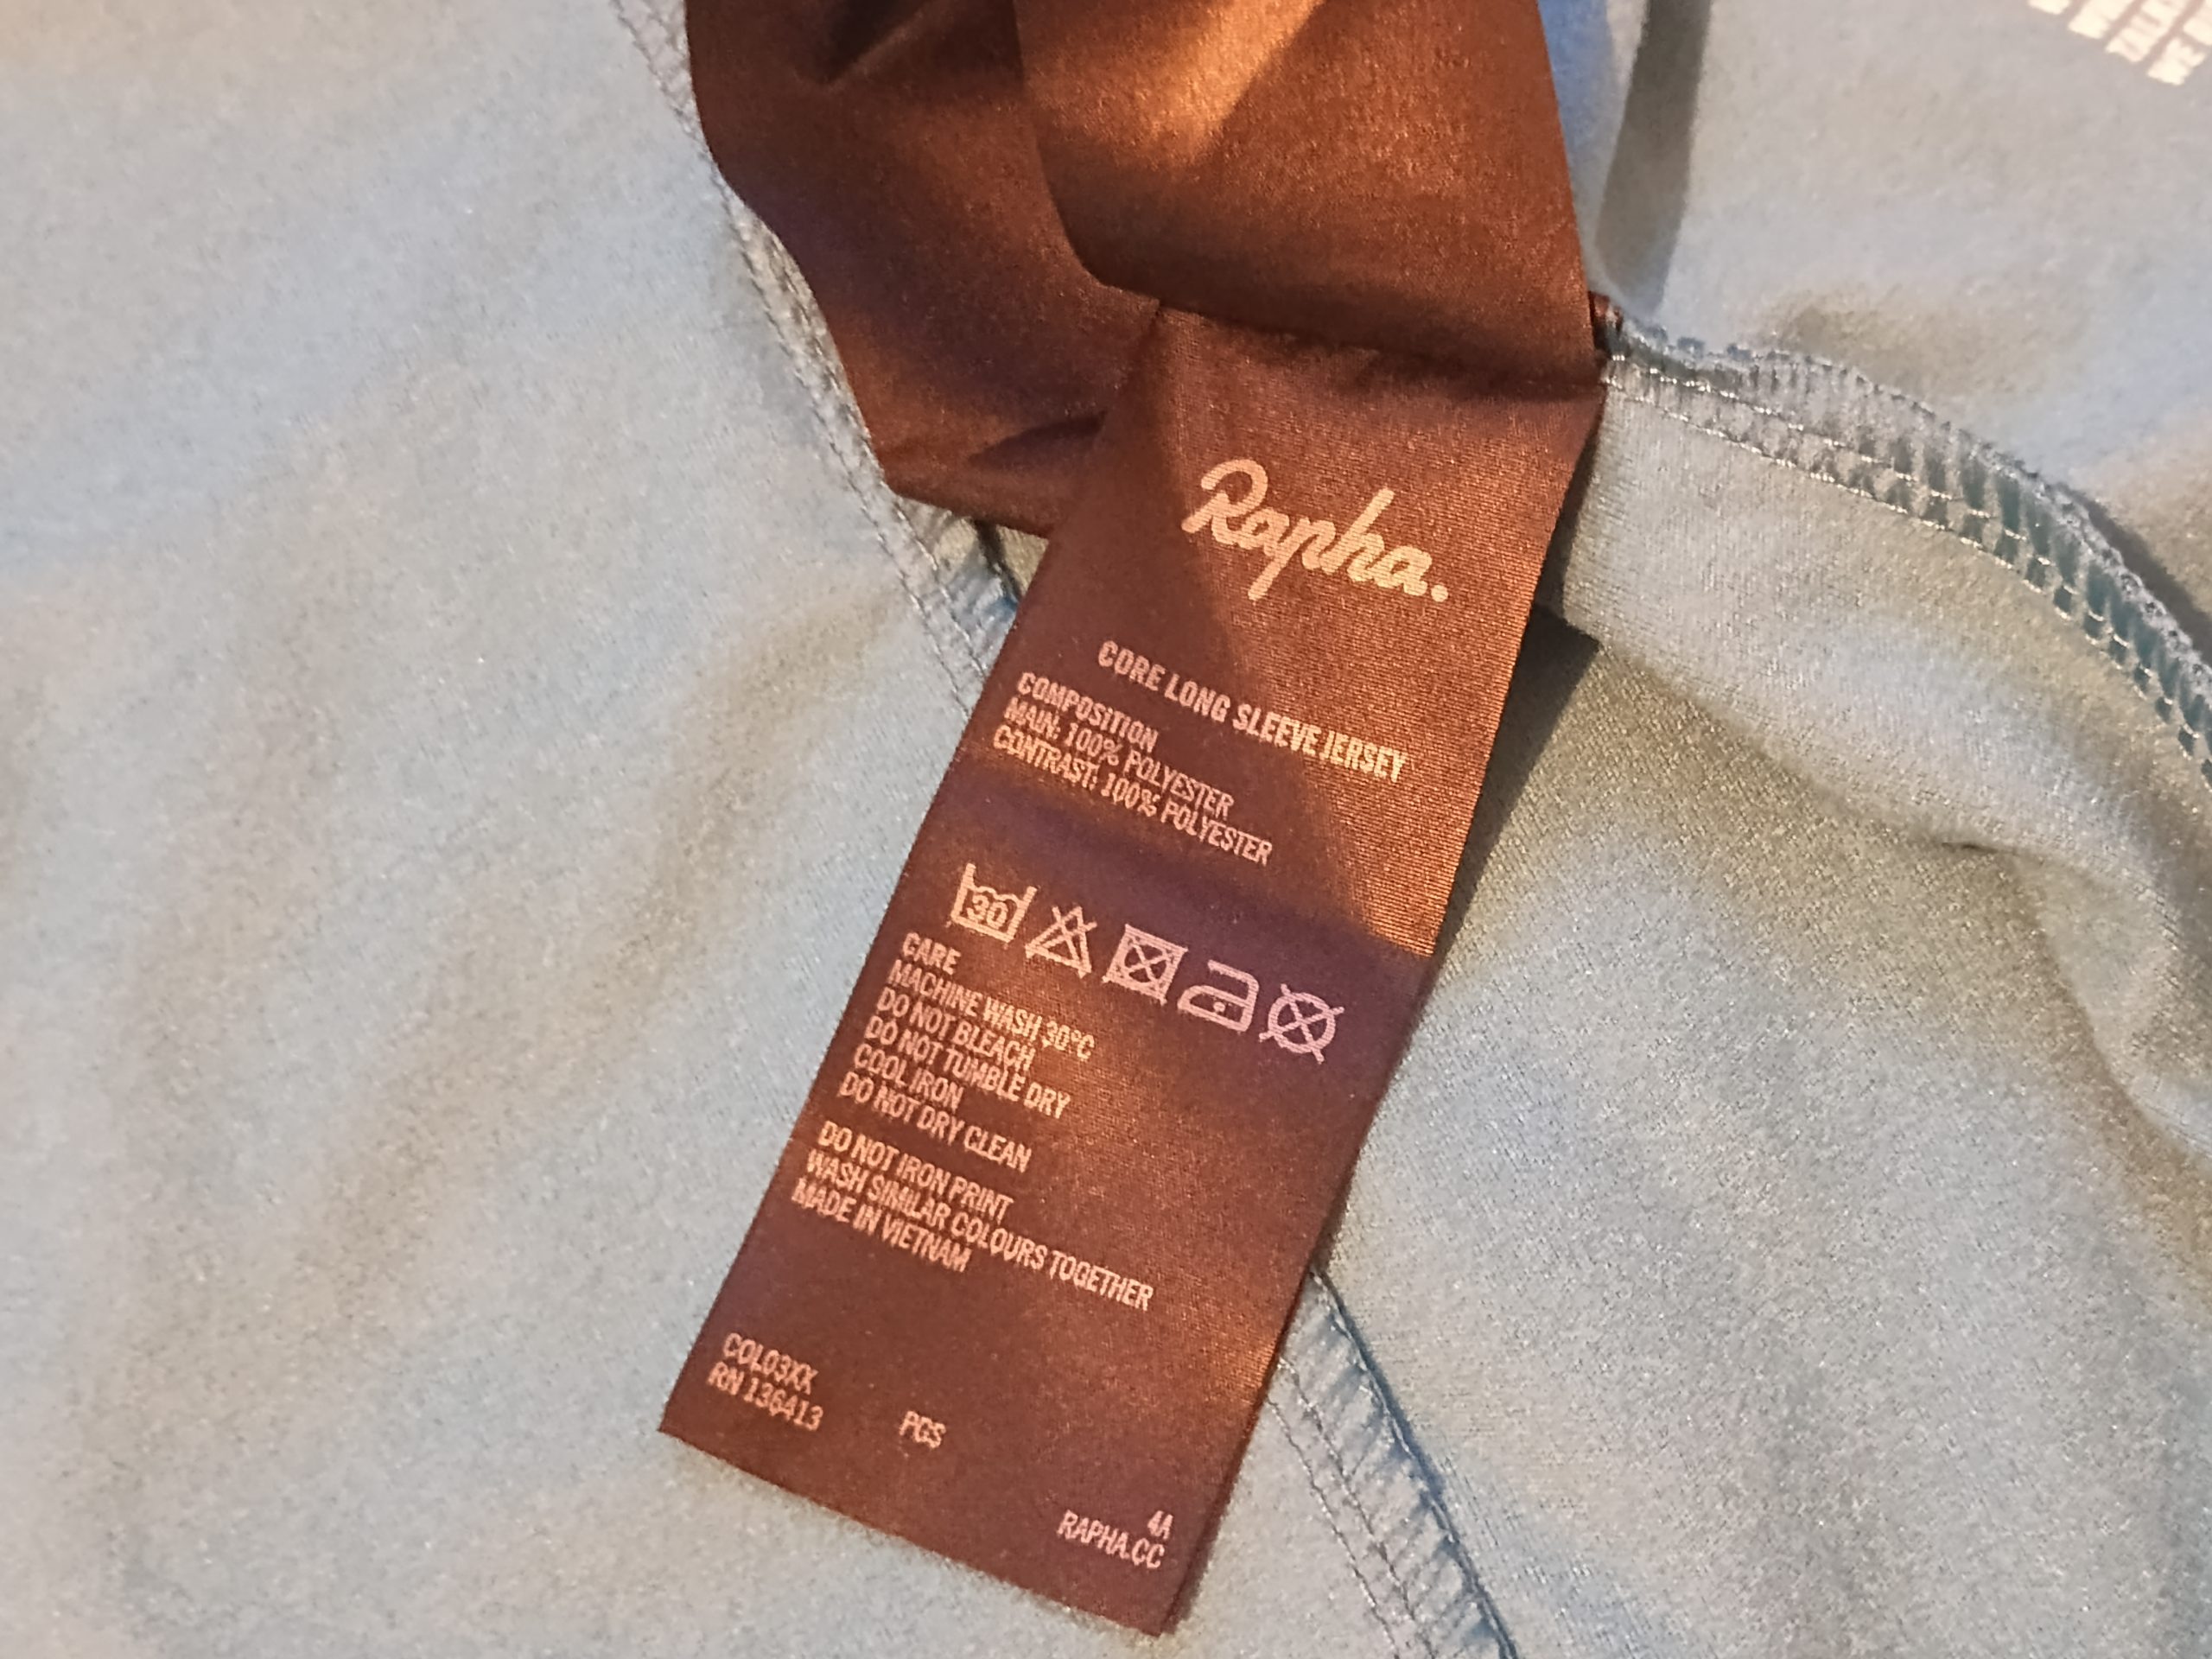 Rapha.
CORE LONG SLEEVE JERSEY
COMPOSITION
MAIN: 100% POLYESTER
CONTRAST: 100% POLYESTER
30
CARE
MACHINE WASH 30°C
DO NOT BLEACH
DO NOT TUMBLE DRY
COOL IRON
DO NOT DRY CLEAN
DO NOT IRON PRINT
WASH SIMILAR COLOURS TOGETHER
MADE IN VIETNAM
COL03XX
RN 136413
PGS
4A
RAPHA.CC